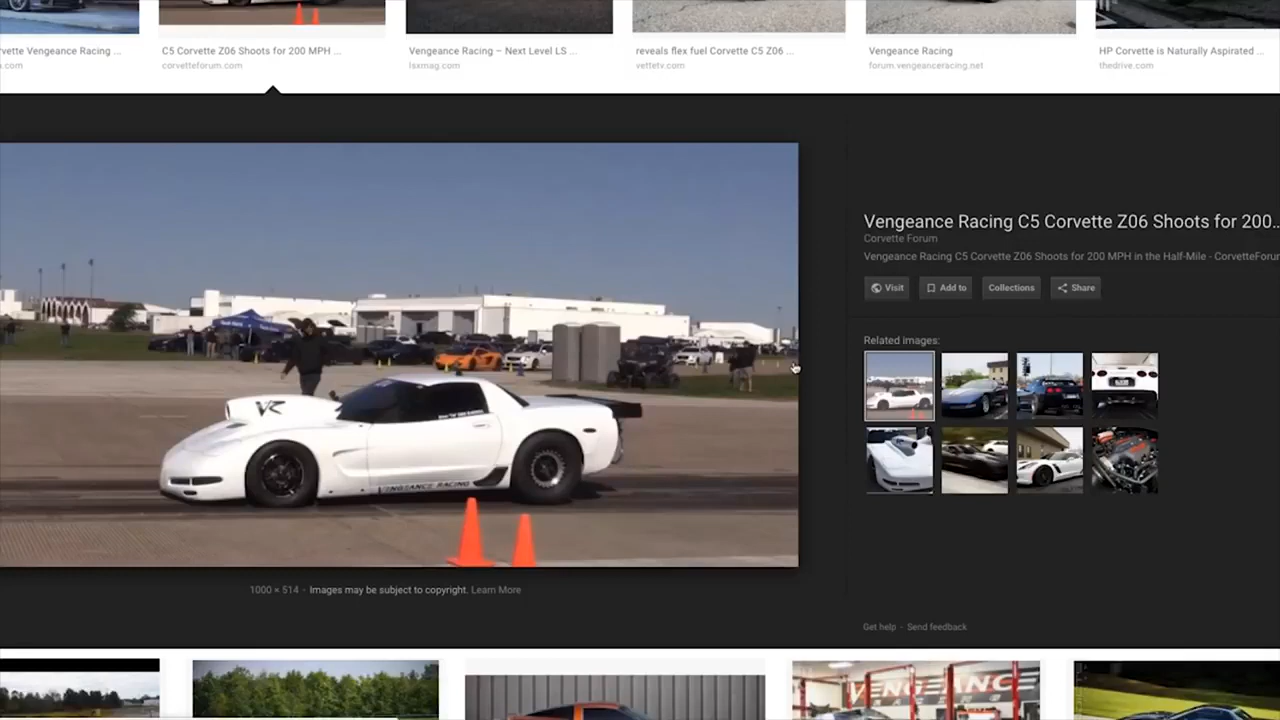 vette Vengeance Racing ...
s.com
C5 Corvette Z06 Shoots for 200 MPH ...
corvetteforum.com
Vengeance Racing – Next Level LS ...
lsxmag.com
reveals flex fuel Corvette C5 Z06 ...
vettetv.com
Vengeance Racing
forum.vengeanceracing.net
HP Corvette is Naturally Aspirated ...
thedrive.com
Vengeance Racing C5 Corvette Z06 Shoots for 200...
Corvette Forum
Vengeance Racing C5 Corvette Z06 Shoots for 200 MPH in the Half-Mile - CorvetteForum
Visit
Add to
Collections
Share
Related images:
VR
VENGEANCE RACING
1000 × 514 · Images may be subject to copyright. Learn More
Get help - Send feedback
VENGEANCE